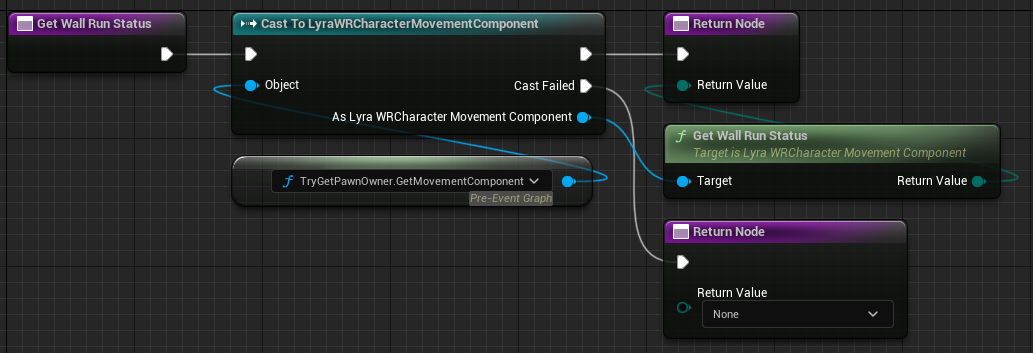 Get Wall Run Status
Cast To LyraWRCharacterMovementComponent
Object
Cast Failed
As Lyra WRCharacter Movement Component
f TryGetPawnOwner.GetMovementComponent
Pre-Event Graph
Return Node
Return Value
f Get Wall Run Status
Target is Lyra WRCharacter Movement Component
Target Return Value
Return Node
Return Value
None